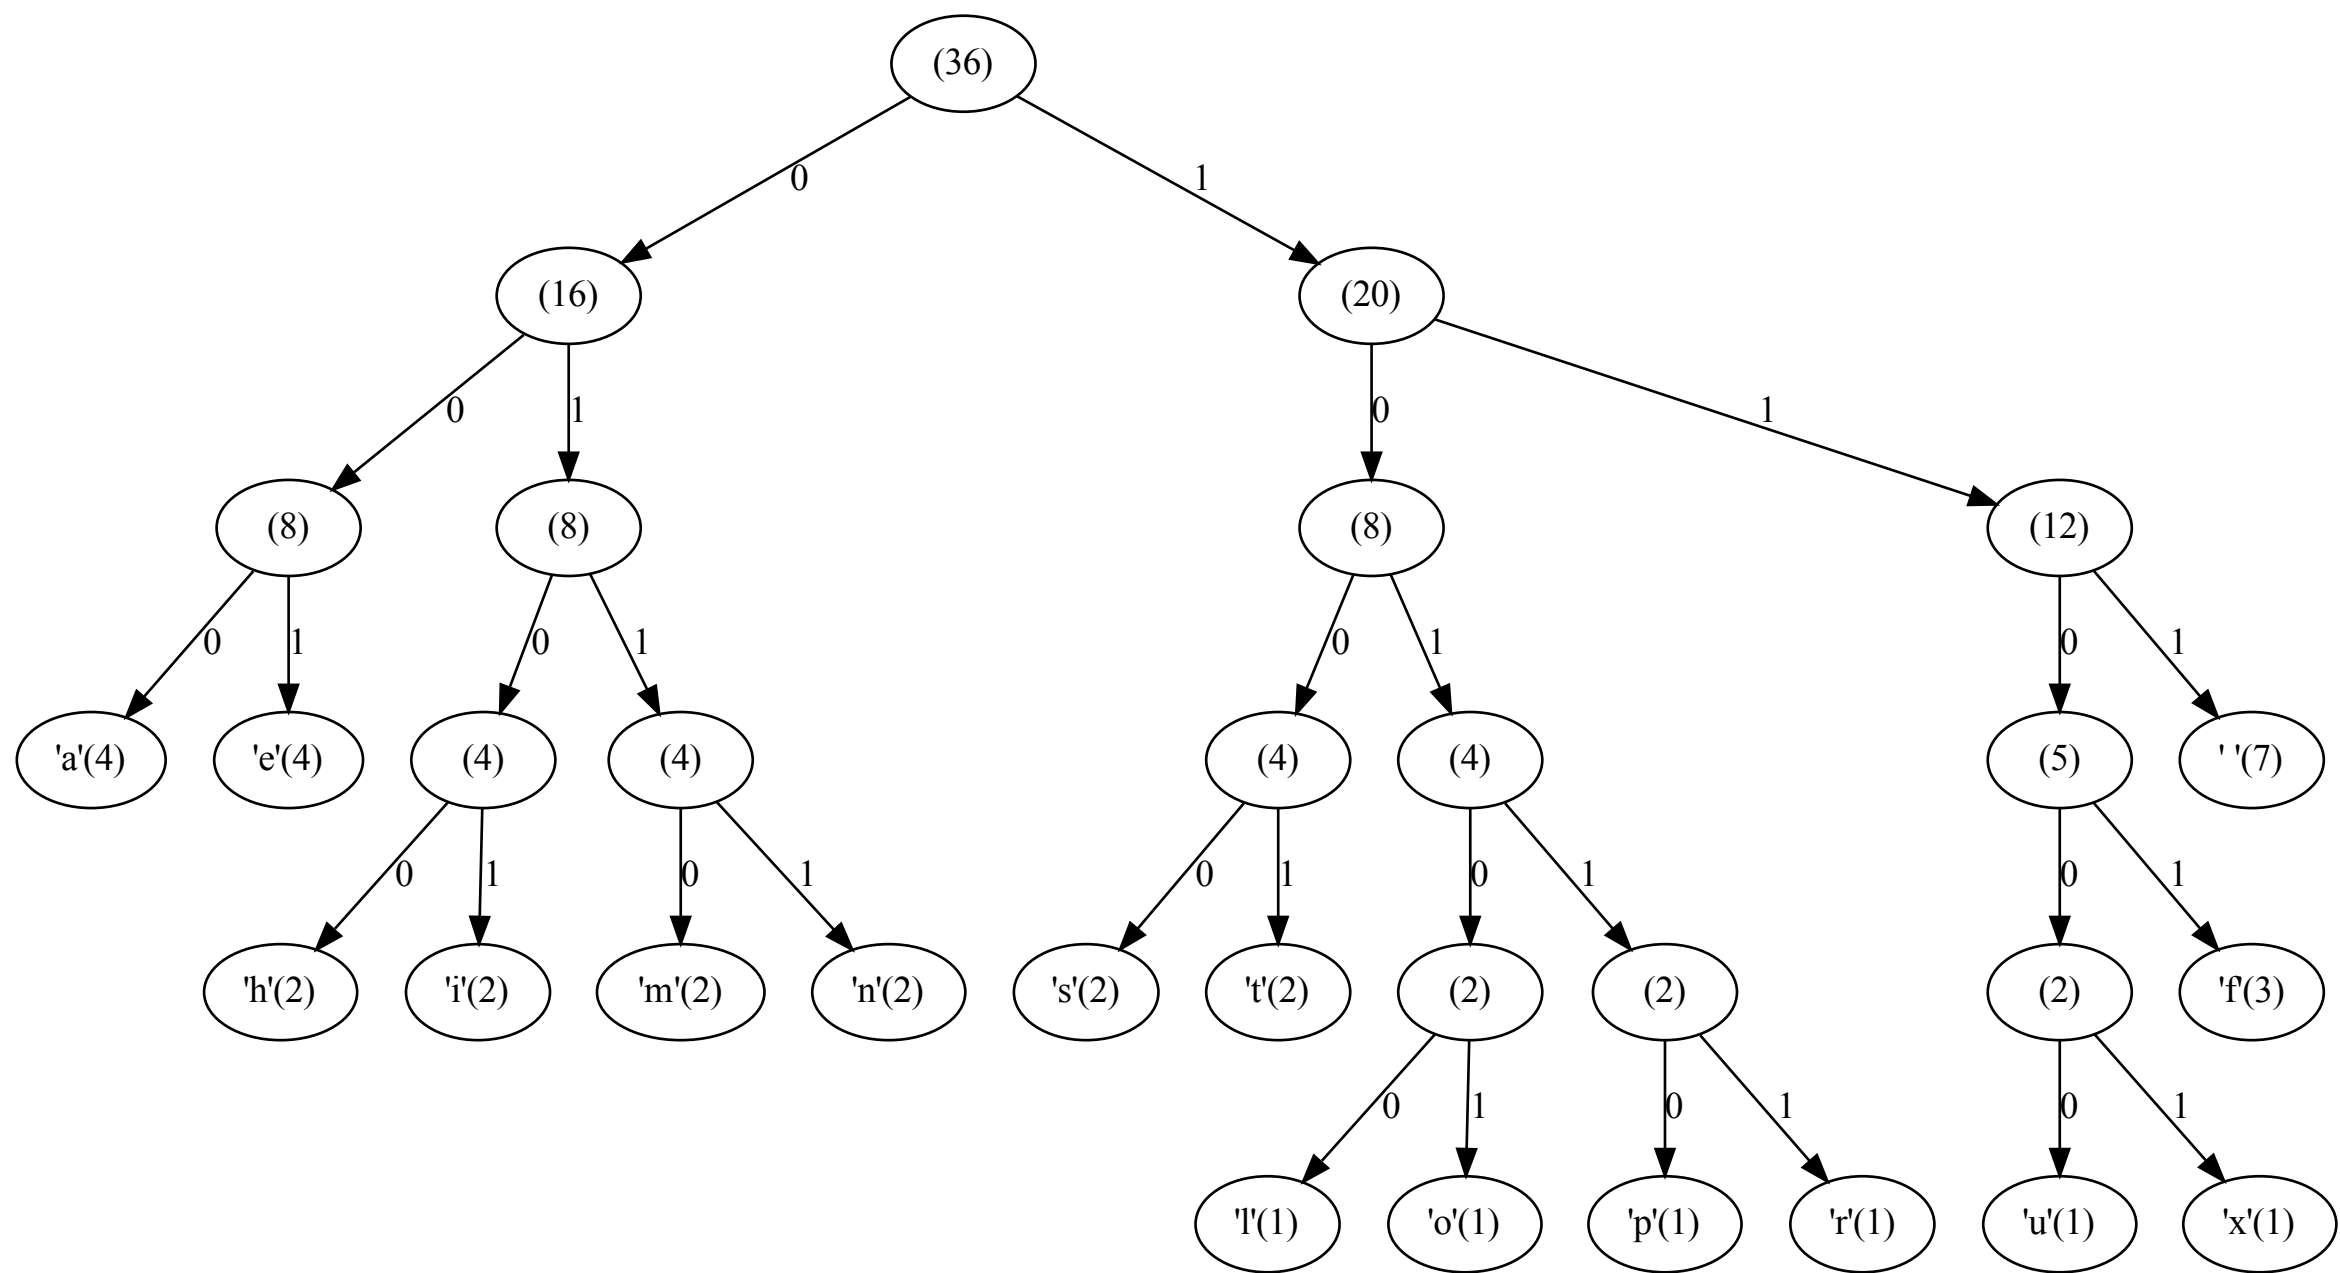 (36)
0 1
(16) (20)
0 1 0 1
(8) (8) (8) (12)
0 1 0 1 0 1 0 1
'a'(4) 'e'(4) (4) (4) (4) (4) (5) ' '(7)
0 1 0 1 0 1 0 1 0 1
'h'(2) 'i'(2) 'm'(2) 'n'(2) 's'(2) 't'(2) (2) (2) (2) 'f'(3)
0 1 0 1 0 1
'l'(1) 'o'(1) 'p'(1) 'r'(1) 'u'(1) 'x'(1)